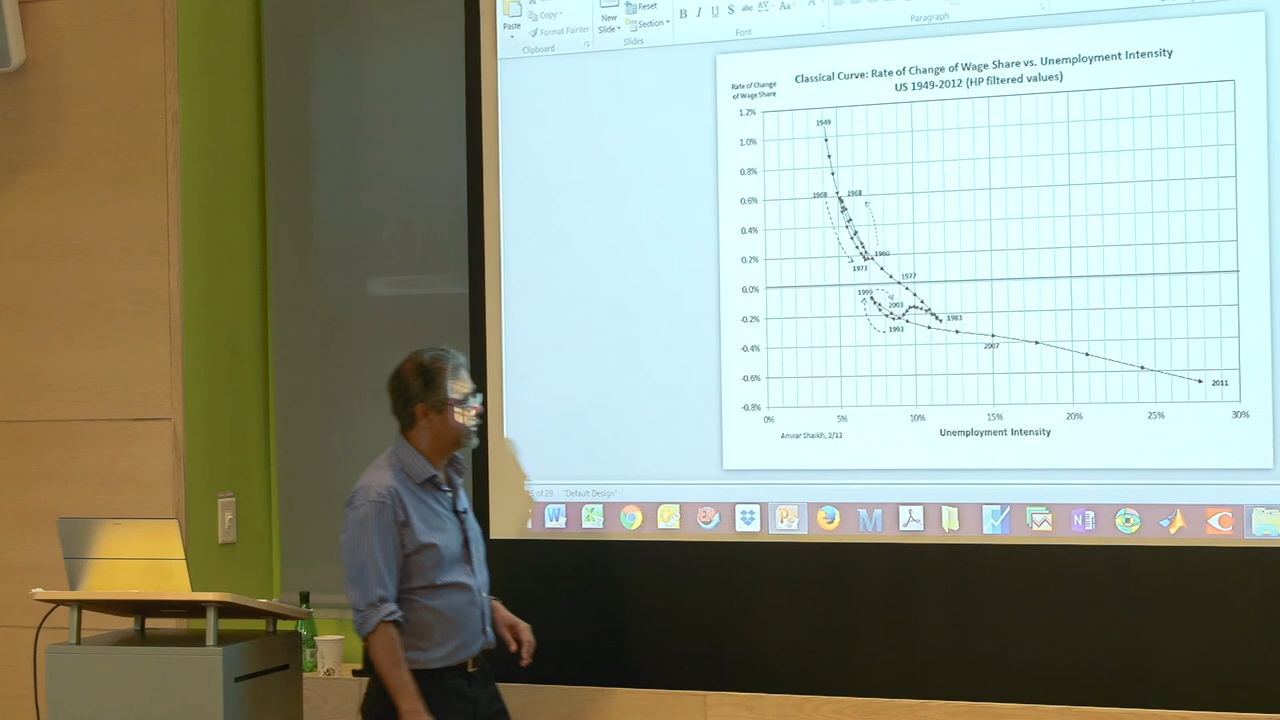 Copy
Format Painter
Paste
Clipboard
New
Slide
Reset
Section
Slides
B I U S abc AV Aa
Font
Paragraph
Classical Curve: Rate of Change of Wage Share vs. Unemployment Intensity
US 1949-2012 (HP filtered values)
Rate of Change
of Wage Share
1.2%
1.0%
0.8%
0.6%
0.4%
0.2%
0.0%
-0.2%
-0.4%
-0.6%
-0.8%
1949
1968
1968
1960
1973
1977
1999
2003
1983
1993
2007
2011
0%
5%
10%
15%
20%
25%
30%
Unemployment Intensity
Anwar Shaikh, 2/13
of 29 "Default Design"